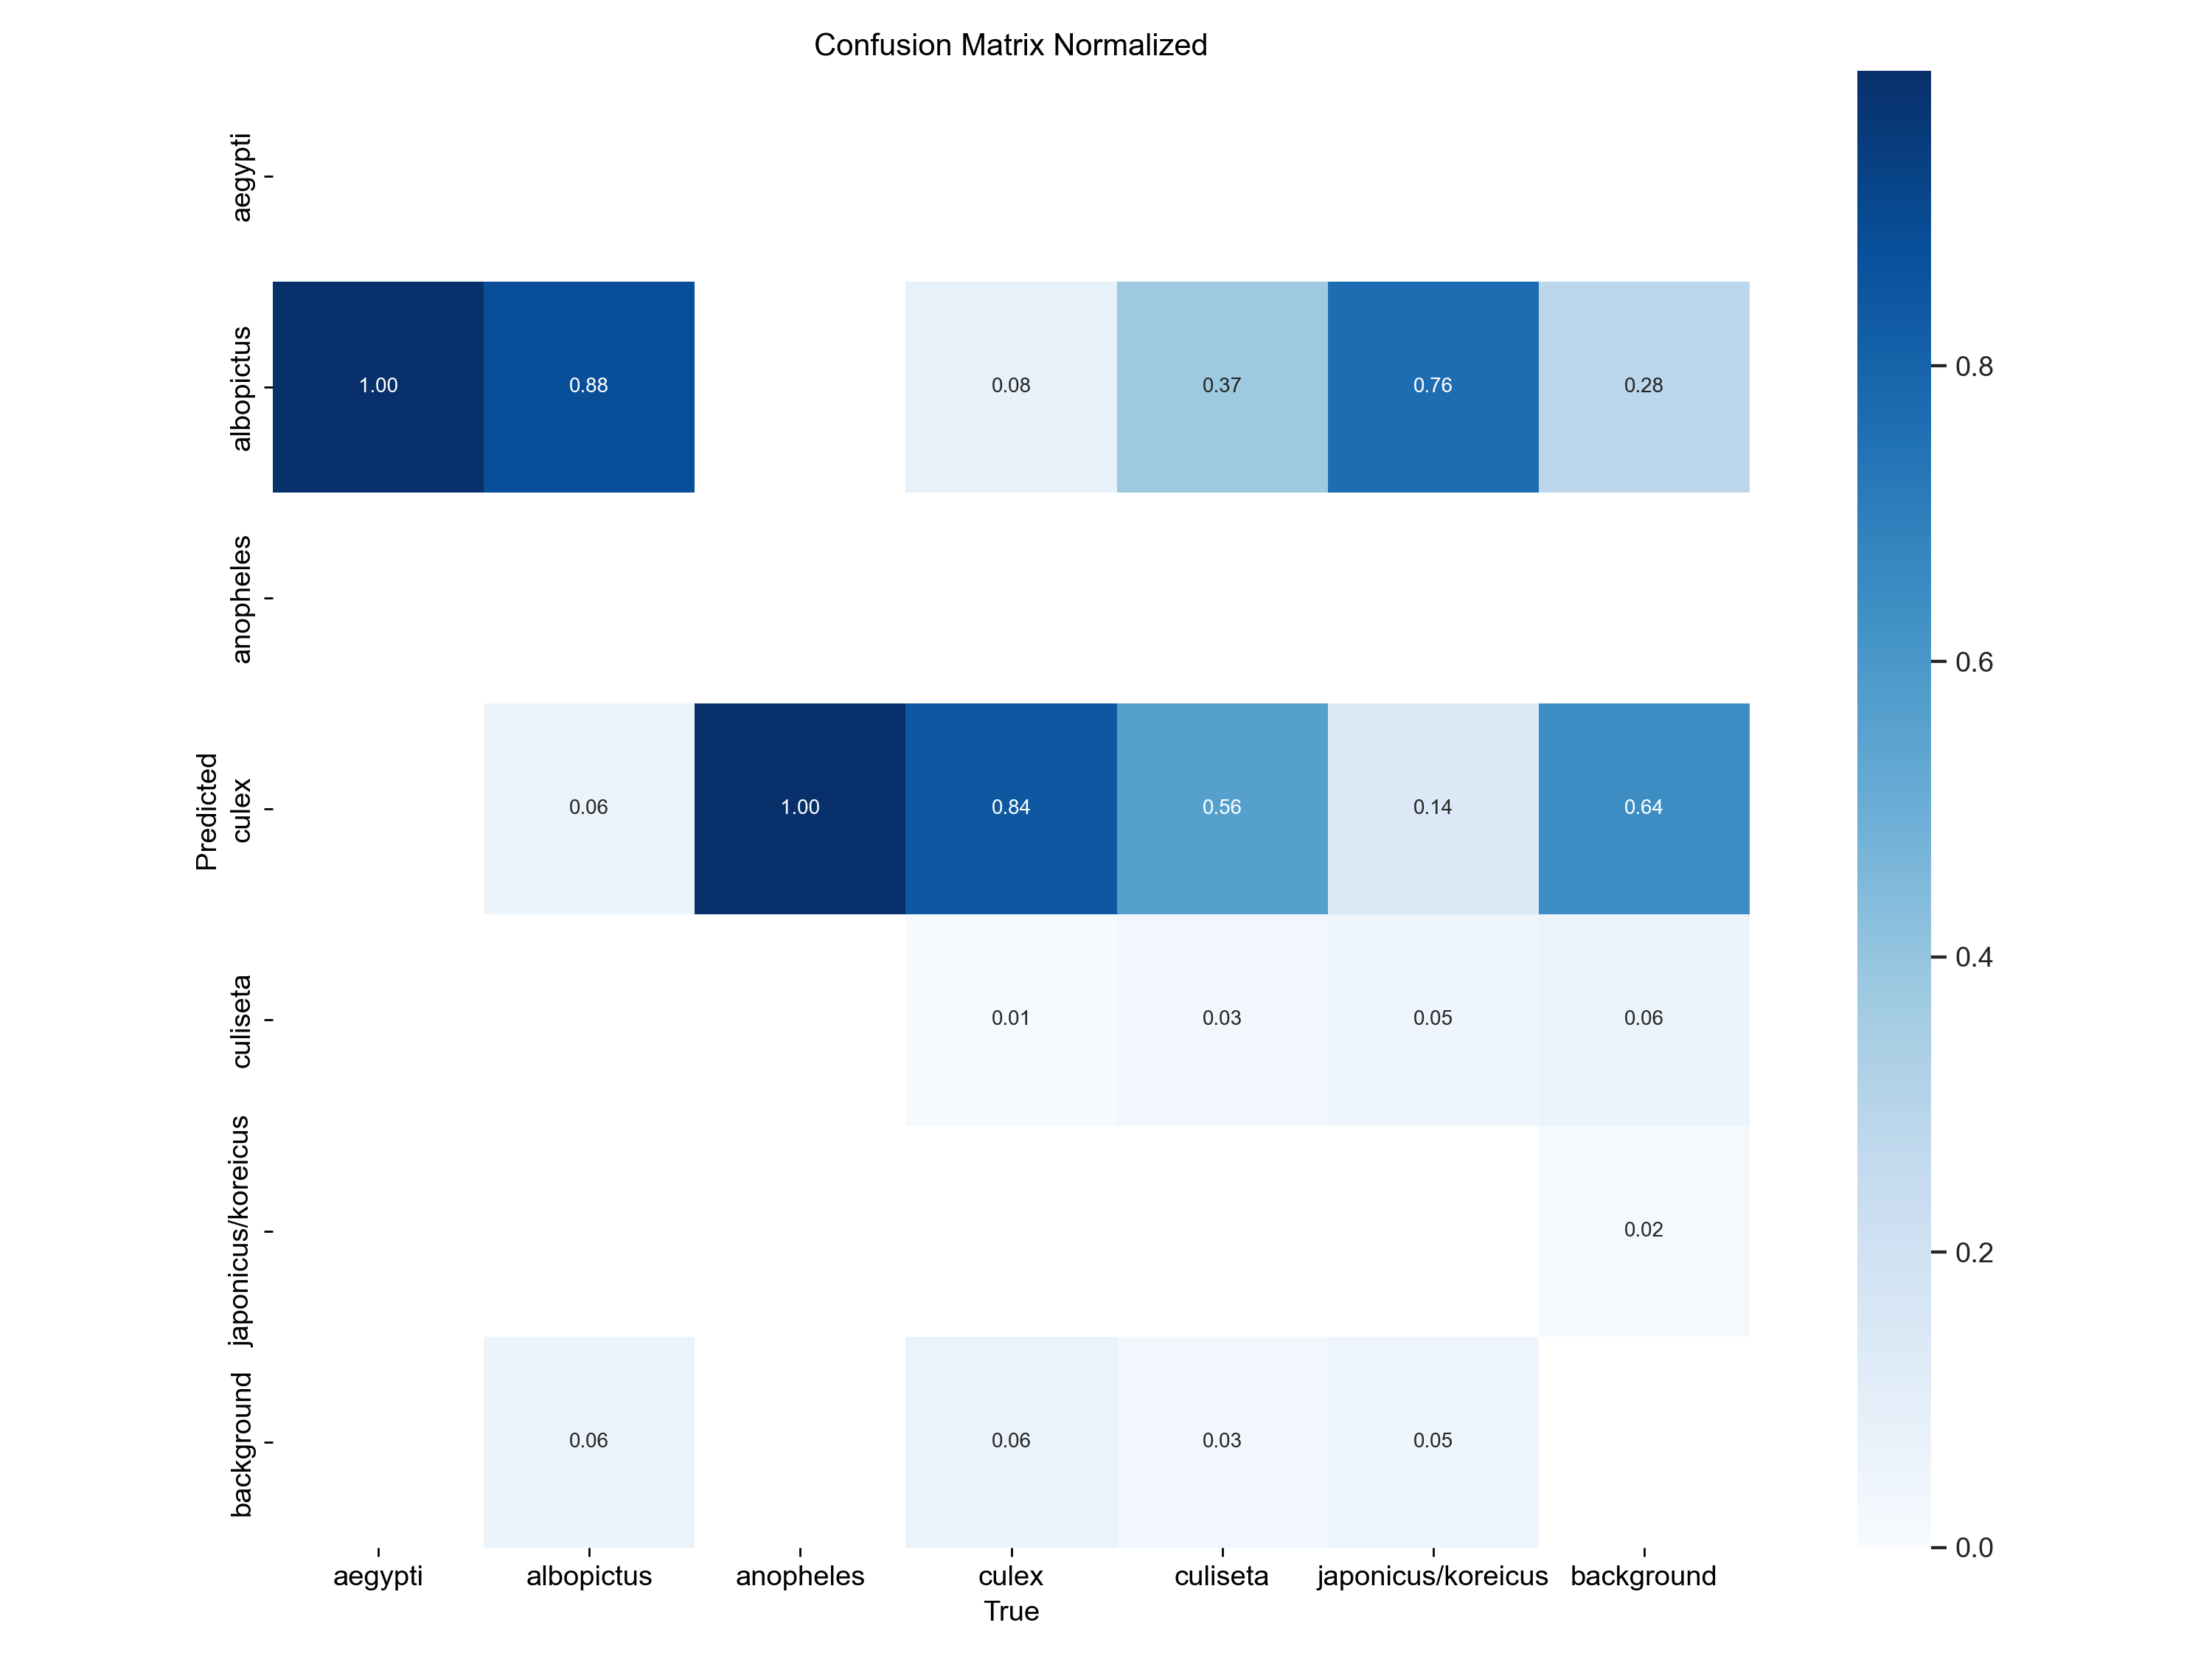 Confusion Matrix Normalized
aegypti
albopictus
anopheles
culex
culiseta
japonicus/koreicus
background
Predicted
1.00 0.88 0.08 0.37 0.76 0.28
0.06 1.00 0.84 0.56 0.14 0.64
0.01 0.03 0.05 0.06
0.02
0.06 0.06 0.03 0.05
aegypti albopictus anopheles culex culiseta japonicus/koreicus background
True
0.8
0.6
0.4
0.2
0.0